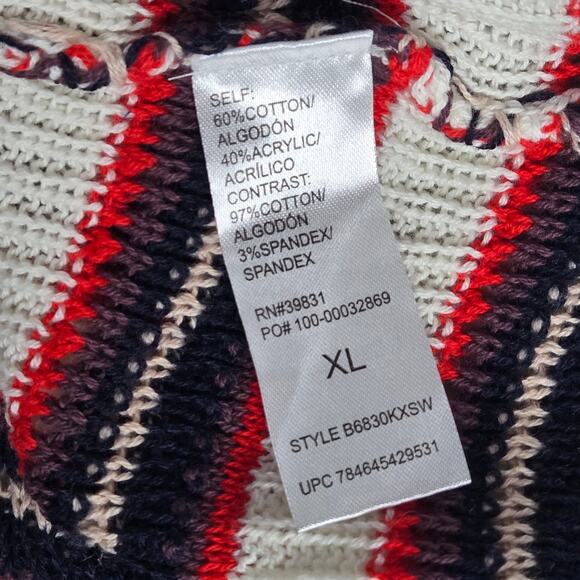 SELF:
60%COTTON/
ALGODÓN
40%ACRYLIC/
ACRÍLICO
CONTRAST:
97%COTTON/
ALGODÓN
3%SPANDEX/
SPANDEX
RN#39831
PO# 100-00032869
XL
STYLE B6830KXSW
UPC 784645429531